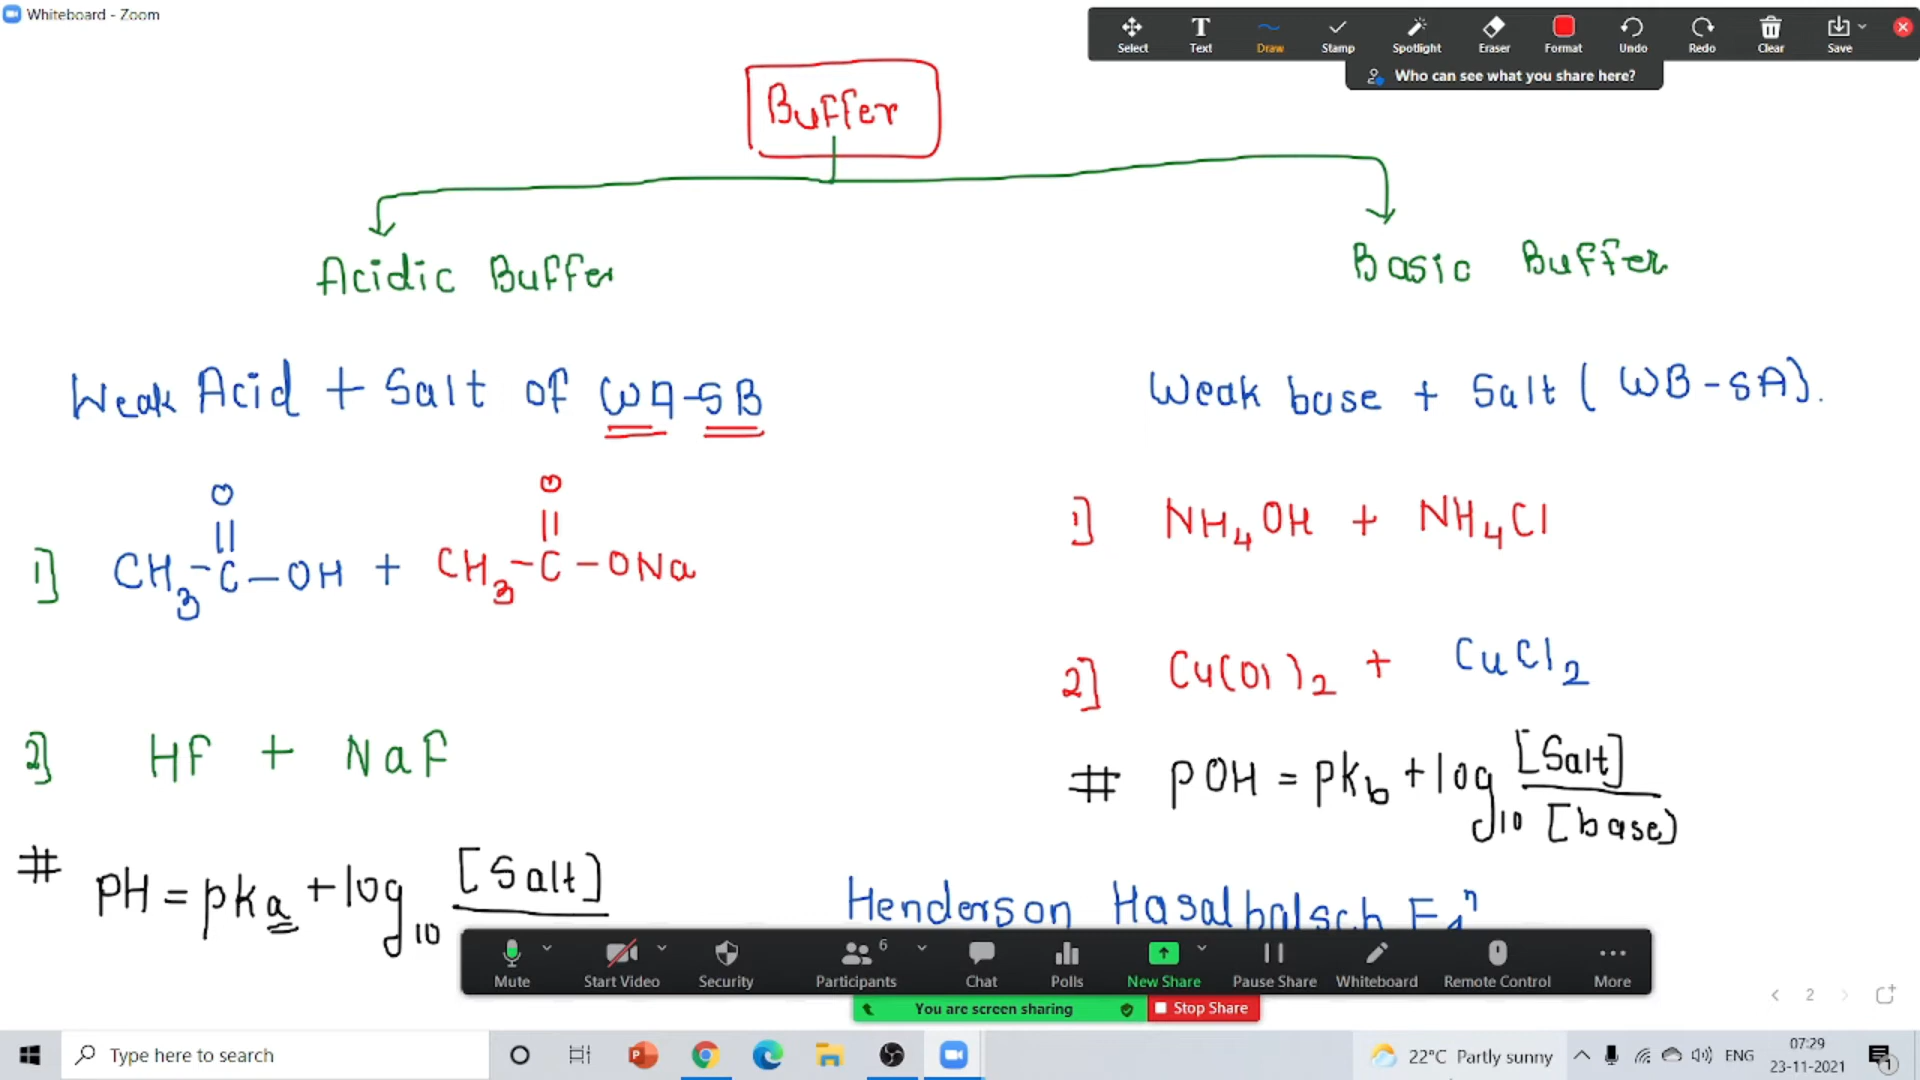 Whiteboard - Zoom
Select Text Draw Stamp Spotlight Eraser Format Undo Redo Clear Save
Who can see what you share here?
Buffer
Acidic Buffer
Basic Buffer
Weak Acid + Salt of WA-SB
Weak base + Salt ( WB-SA).
1] CH3-C(=O)-OH + CH3-C(=O)-ONa
1] NH4OH + NH4Cl
2] Cu(OH)2 + CuCl2
2] HF + NaF
# POH = pkb + log10 [Salt]/[base)
# PH = pka + log10 [Salt]
Henderson Hasalbalsch Eqn
Mute Start Video Security Participants 6 Chat Polls New Share Pause Share Whiteboard Remote Control More
You are screen sharing Stop Share
2
Type here to search
22°C Partly sunny
ENG
07:29
23-11-2021
1